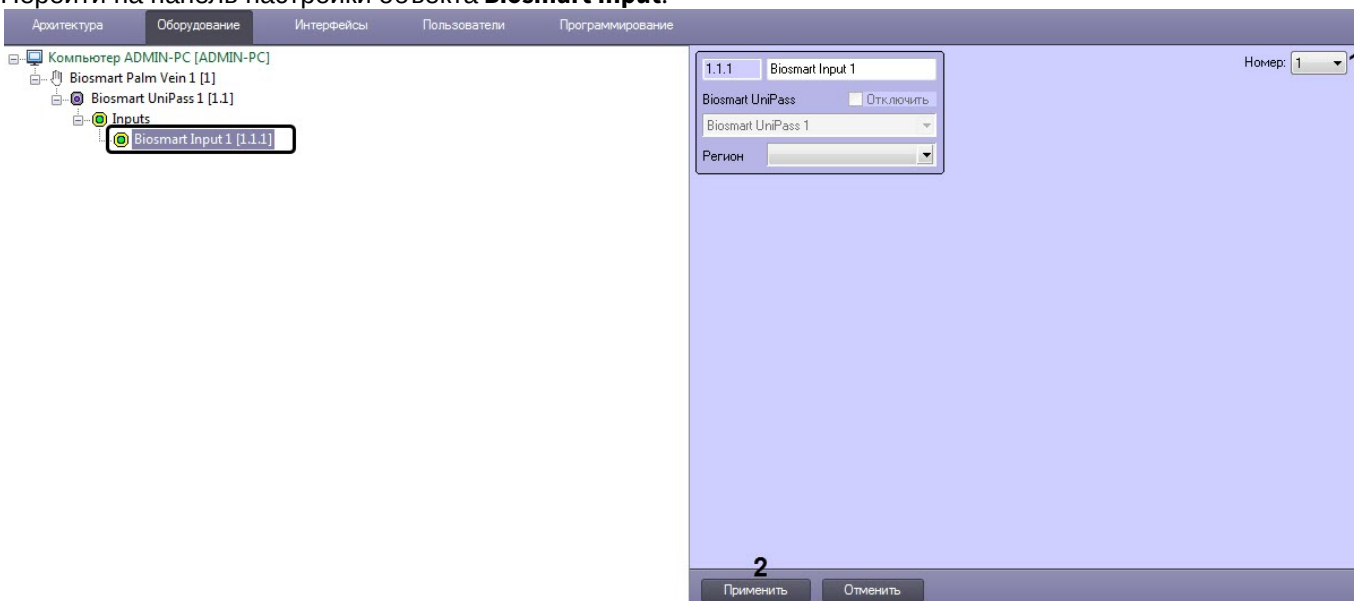 Перейти на панель настройки объекта Biosmart Input.
Архитектура Оборудование Интерфейсы Пользователи Программирование
Компьютер ADMIN-PC [ADMIN-PC]
Biosmart Palm Vein 1 [1]
Biosmart UniPass 1 [1.1]
Inputs
Biosmart Input 1 [1.1.1]
1.1.1 Biosmart Input 1
Номер: 1 1
Biosmart UniPass Отключить
Biosmart UniPass 1
Регион
2
Применить Отменить